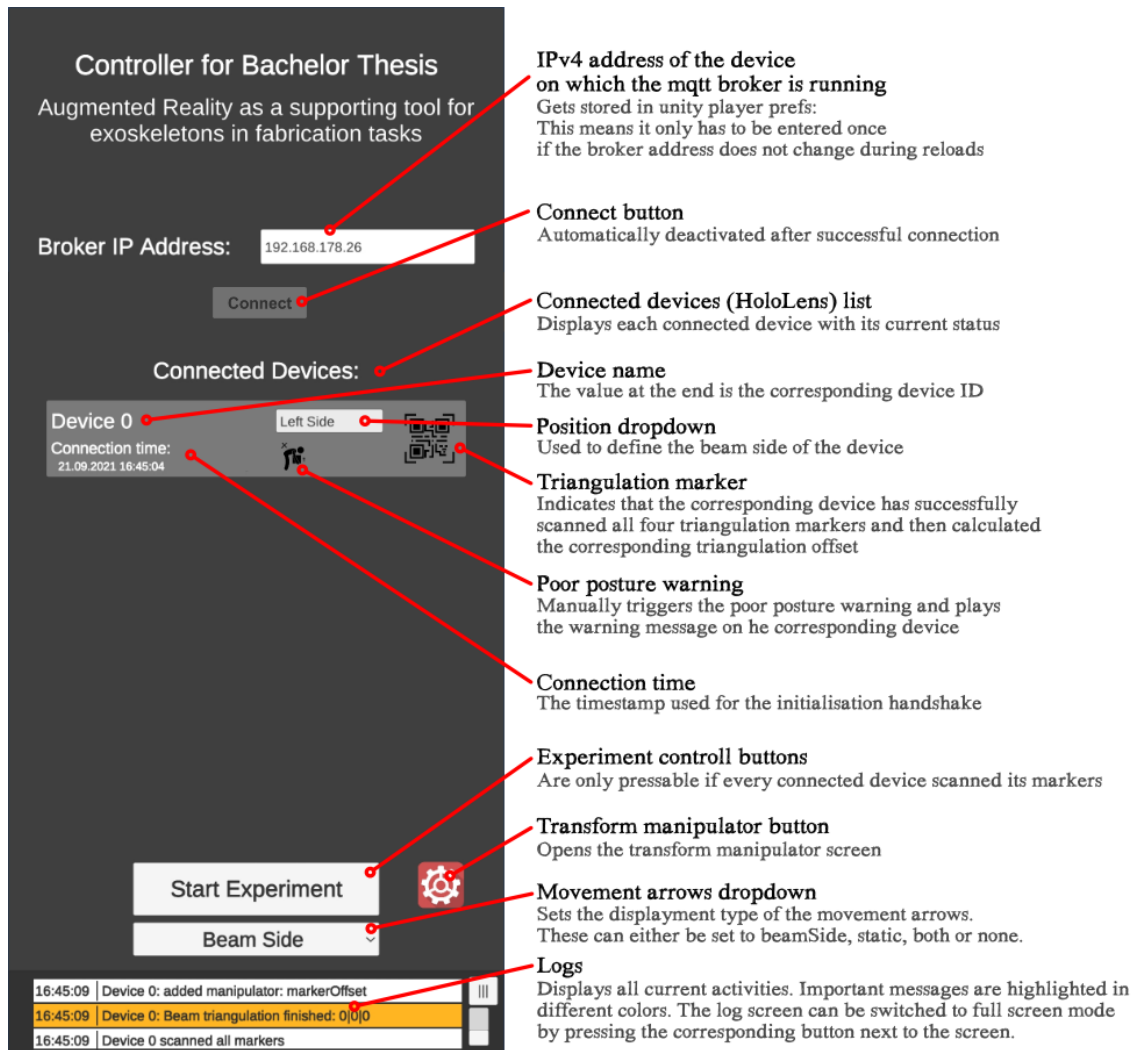 Controller for Bachelor Thesis
Augmented Reality as a supporting tool for
exoskeletons in fabrication tasks
Broker IP Address:
192.168.178.26
Connect
Connected Devices:
Device 0
Left Side
Connection time:
21.09.2021 16:45:04
Start Experiment
Beam Side
16:45:09 Device 0: added manipulator: markerOffset
16:45:09 Device 0: Beam triangulation finished: 0|0|0
16:45:09 Device 0 scanned all markers
IPv4 address of the device
on which the mqtt broker is running
Gets stored in unity player prefs:
This means it only has to be entered once
if the broker address does not change during reloads
Connect button
Automatically deactivated after successful connection
Connected devices (HoloLens) list
Displays each connected device with its current status
Device name
The value at the end is the corresponding device ID
Position dropdown
Used to define the beam side of the device
Triangulation marker
Indicates that the corresponding device has successfully
scanned all four triangulation markers and then calculated
the corresponding triangulation offset
Poor posture warning
Manually triggers the poor posture warning and plays
the warning message on he corresponding device
Connection time
The timestamp used for the initialisation handshake
Experiment controll buttons
Are only pressable if every connected device scanned its markers
Transform manipulator button
Opens the transform manipulator screen
Movement arrows dropdown
Sets the displayment type of the movement arrows.
These can either be set to beamSide, static, both or none.
Logs
Displays all current activities. Important messages are highlighted in
different colors. The log screen can be switched to full screen mode
by pressing the corresponding button next to the screen.